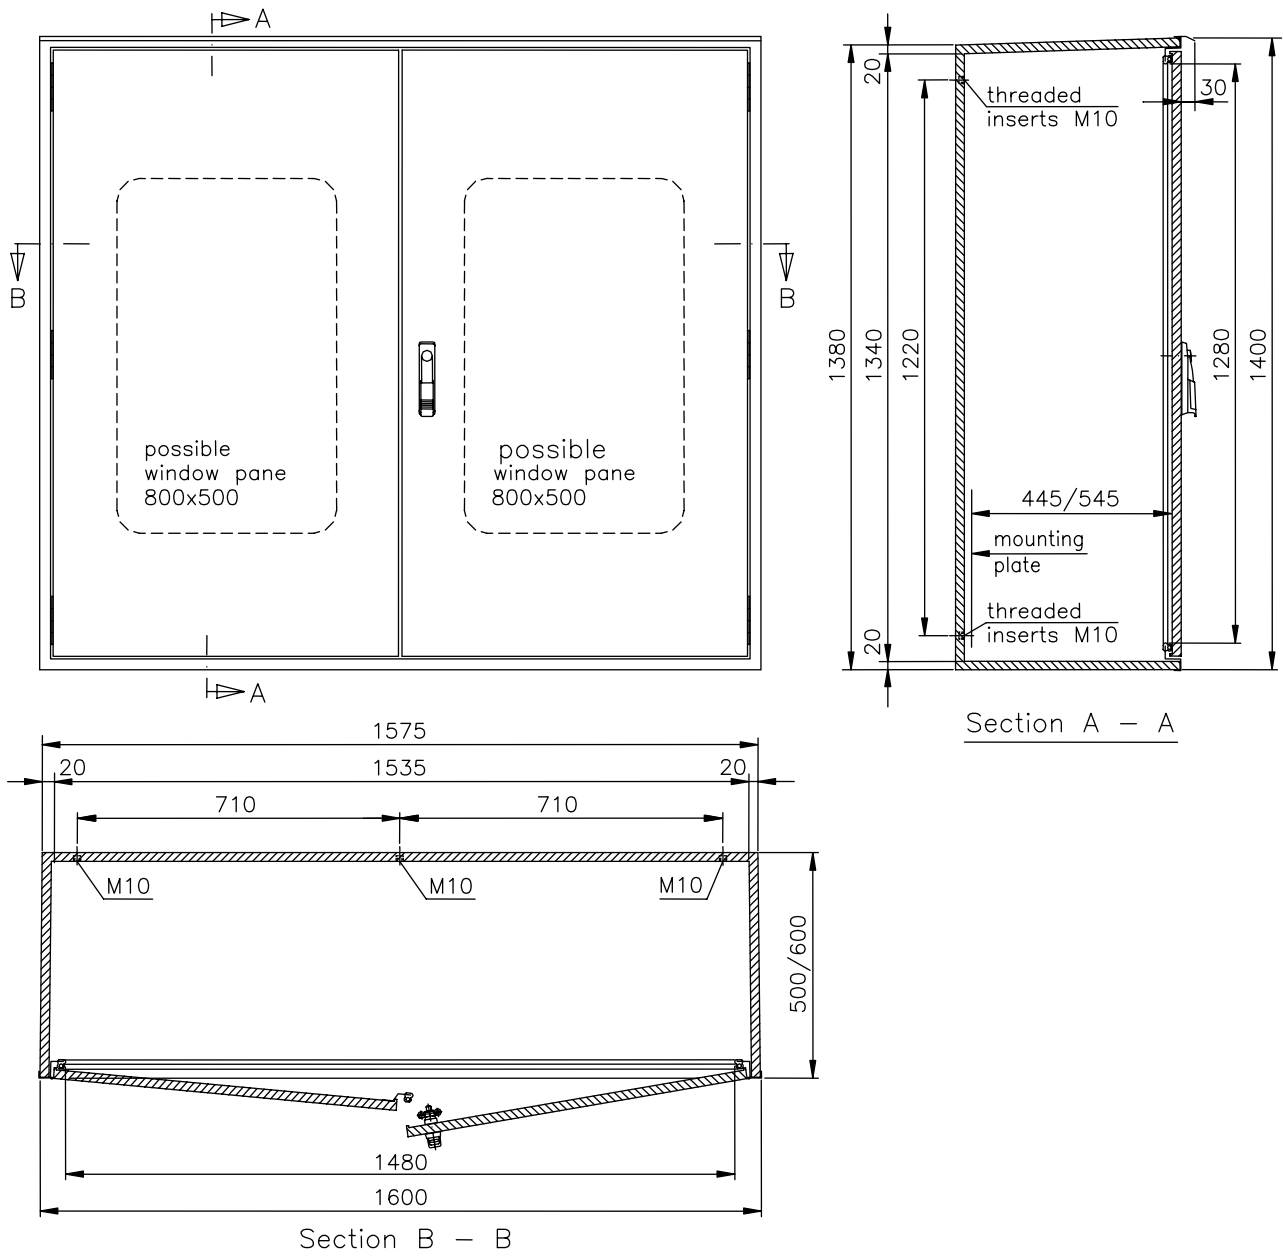 A
B
B
possible
window pane
800x500
possible
window pane
800x500
A
20
threaded
inserts M10
30
1380
1340
1220
1280
1400
445/545
mounting
plate
threaded
inserts M10
20
Section A – A
1575
20
1535
20
710
710
M10
M10
M10
500/600
1480
1600
Section B – B